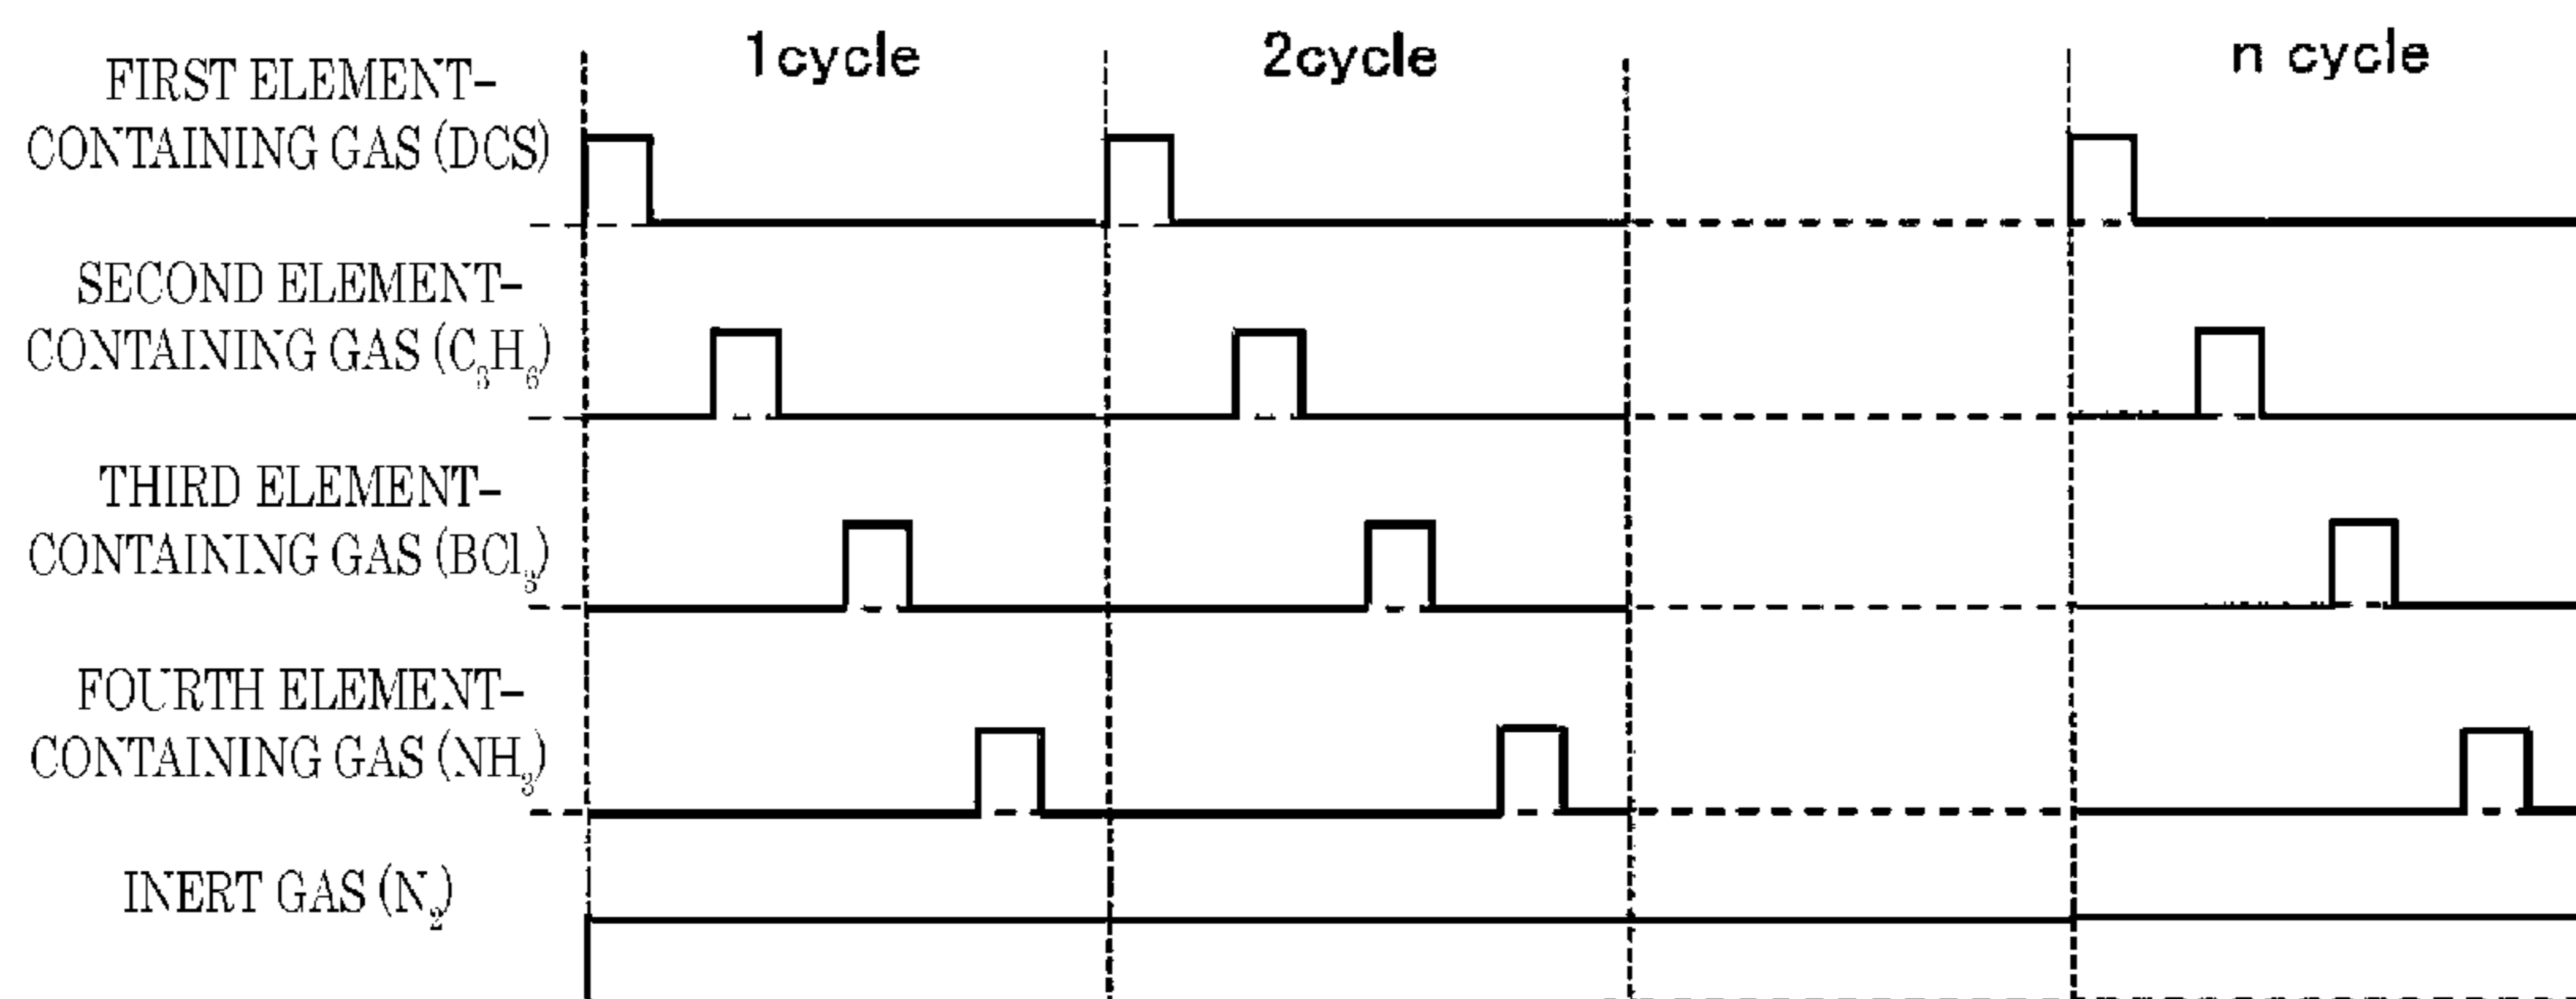 1cycle 2cycle n cycle
FIRST ELEMENT-
CONTAINING GAS (DCS)
SECOND ELEMENT-
CONTAINING GAS (C₃H₆)
THIRD ELEMENT-
CONTAINING GAS (BCl₃)
FOURTH ELEMENT-
CONTAINING GAS (NH₃)
INERT GAS (N₂)